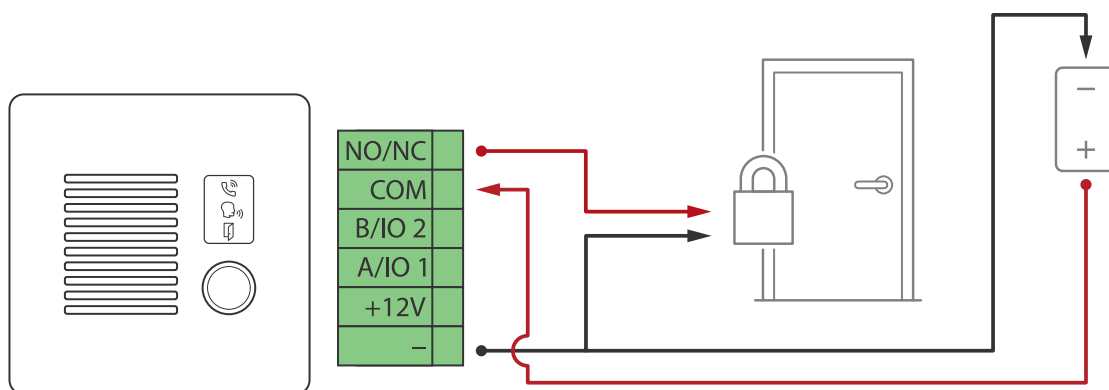 NO/NC
COM
B/IO 2
A/IO 1
+12V
–
–
+